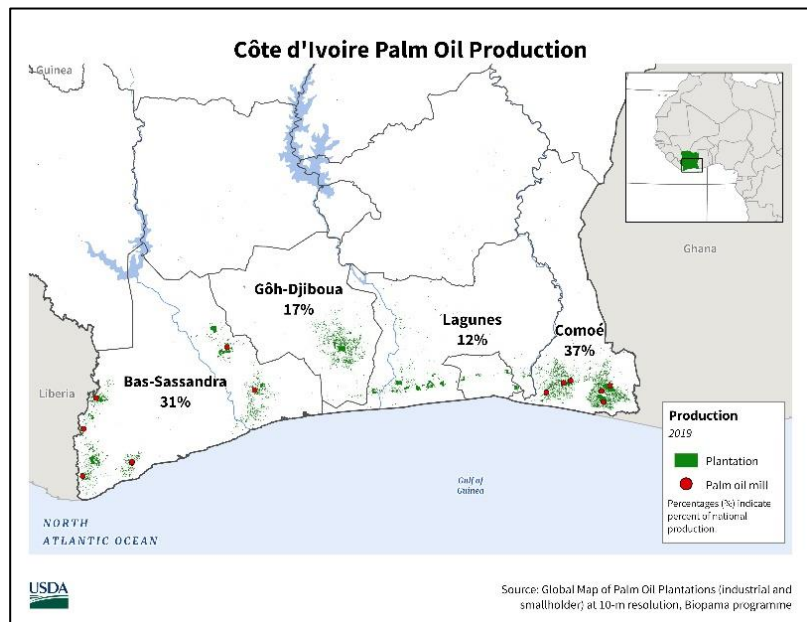 Côte d'Ivoire Palm Oil Production
Guinea
Ghana
Gôh-Djiboua
17%
Lagunes
12%
Comoé
37%
Bas-Sassandra
31%
Liberia
Production
2019
Plantation
Palm oil mill
Percentages (%) indicate
percent of national
production.
Gulf of
Guinea
NORTH
ATLANTIC OCEAN
USDA
Source: Global Map of Palm Oil Plantations (industrial and
smallholder) at 10-m resolution, Biopama programme